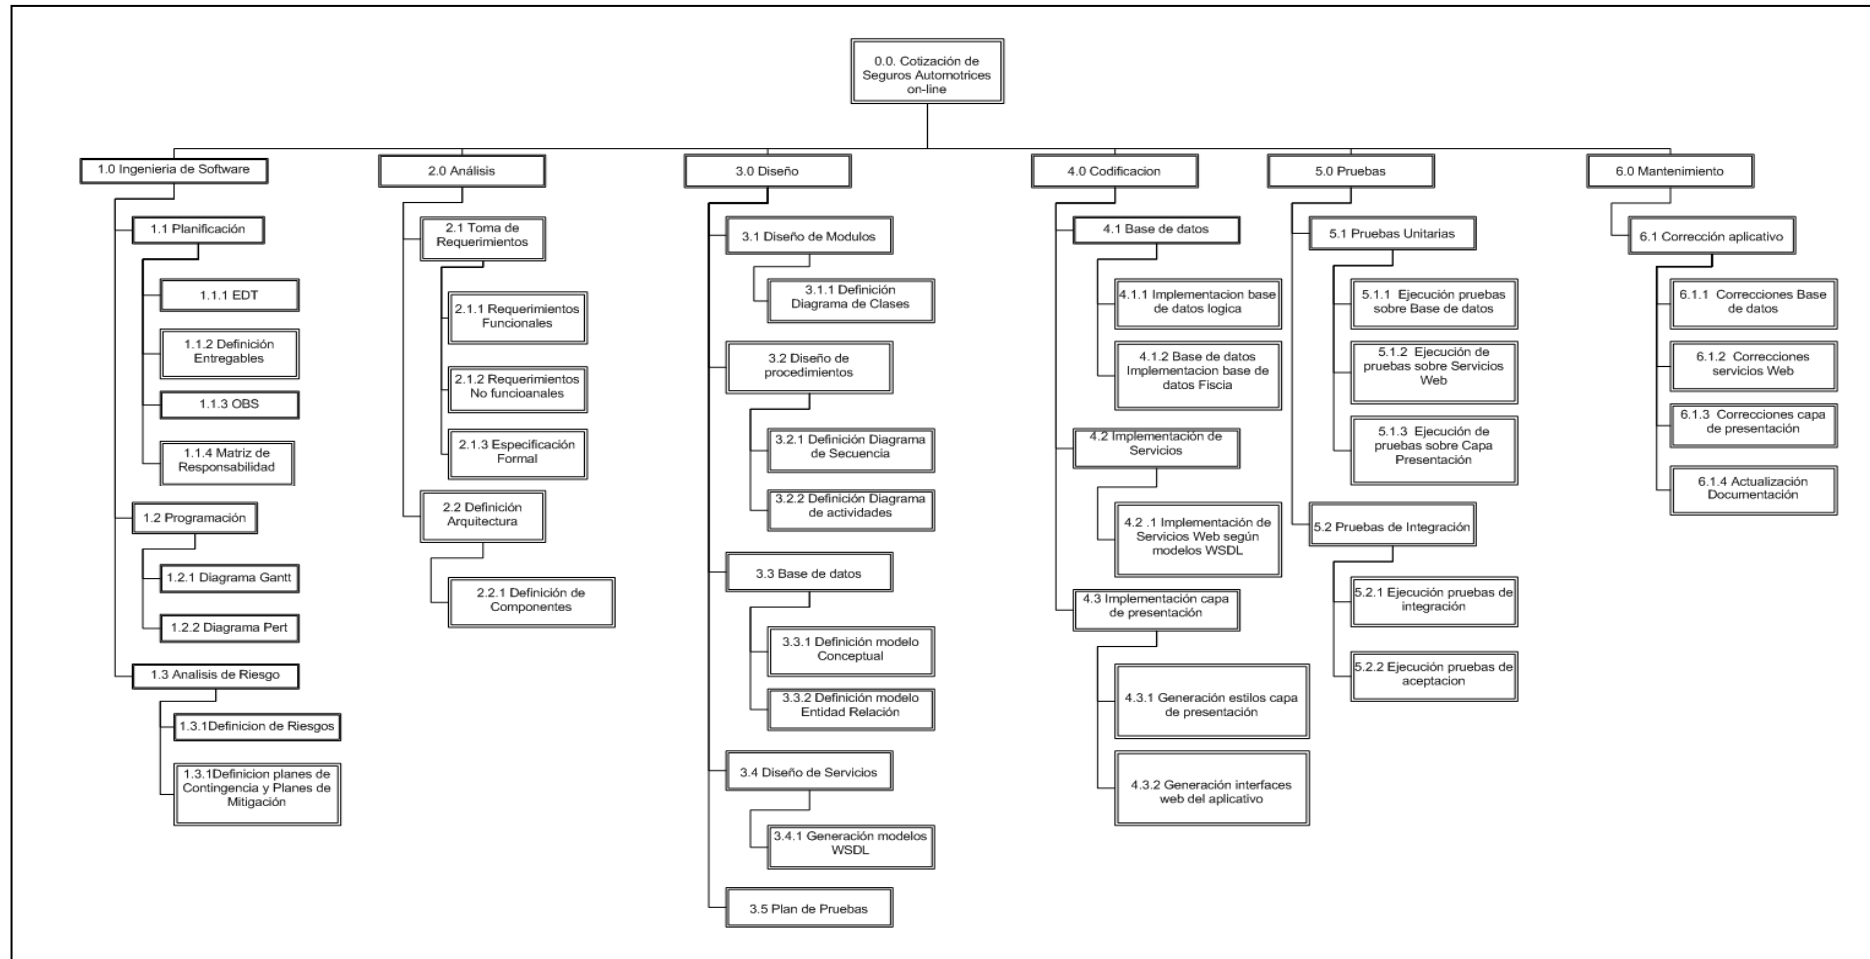 0.0. Cotización de
Seguros Automotrices
on-line
1.0 Ingenieria de Software
1.1 Planificación
1.1.1 EDT
1.1.2 Definición
Entregables
1.1.3 OBS
1.1.4 Matriz de
Responsabilidad
1.2 Programación
1.2.1 Diagrama Gantt
1.2.2 Diagrama Pert
1.3 Analisis de Riesgo
1.3.1Definicion de Riesgos
1.3.1Definicion planes de
Contingencia y Planes de
Mitigación
2.0 Análisis
2.1 Toma de
Requerimientos
2.1.1 Requerimientos
Funcionales
2.1.2 Requerimientos
No funcioanales
2.1.3 Especificación
Formal
2.2 Definición
Arquitectura
2.2.1 Definición de
Componentes
3.0 Diseño
3.1 Diseño de Modulos
3.1.1 Definición
Diagrama de Clases
3.2 Diseño de
procedimientos
3.2.1 Definición Diagrama
de Secuencia
3.2.2 Definición Diagrama
de actividades
3.3 Base de datos
3.3.1 Definición modelo
Conceptual
3.3.2 Definición modelo
Entidad Relación
3.4 Diseño de Servicios
3.4.1 Generación modelos
WSDL
3.5 Plan de Pruebas
4.0 Codificacion
4.1 Base de datos
4.1.1 Implementacion base
de datos logica
4.1.2 Base de datos
Implementacion base de
datos Fiscia
4.2 Implementación de
Servicios
4.2 .1 Implementación de
Servicios Web según
modelos WSDL
4.3 Implementación capa
de presentación
4.3.1 Generación estilos capa
de presentación
4.3.2 Generación interfaces
web del aplicativo
5.0 Pruebas
5.1 Pruebas Unitarias
5.1.1 Ejecución pruebas
sobre Base de datos
5.1.2 Ejecución de
pruebas sobre Servicios
Web
5.1.3 Ejecución de
pruebas sobre Capa
Presentación
5.2 Pruebas de Integración
5.2.1 Ejecución pruebas de
integración
5.2.2 Ejecución pruebas de
aceptacion
6.0 Mantenimiento
6.1 Corrección aplicativo
6.1.1 Correcciones Base
de datos
6.1.2 Correcciones
servicios Web
6.1.3 Correcciones capa
de presentación
6.1.4 Actualización
Documentación